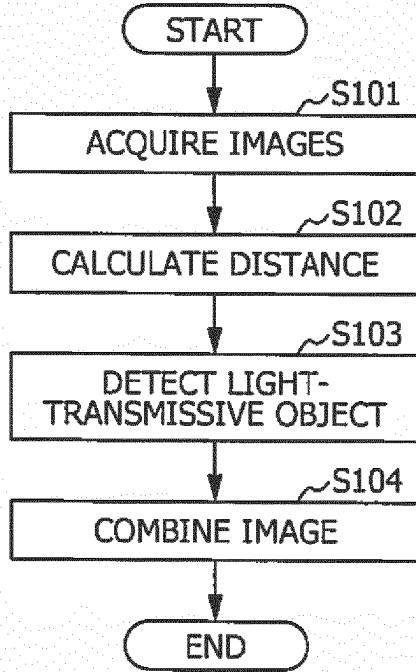 START
S101
ACQUIRE IMAGES
S102
CALCULATE DISTANCE
S103
DETECT LIGHT-
TRANSMISSIVE OBJECT
S104
COMBINE IMAGE
END